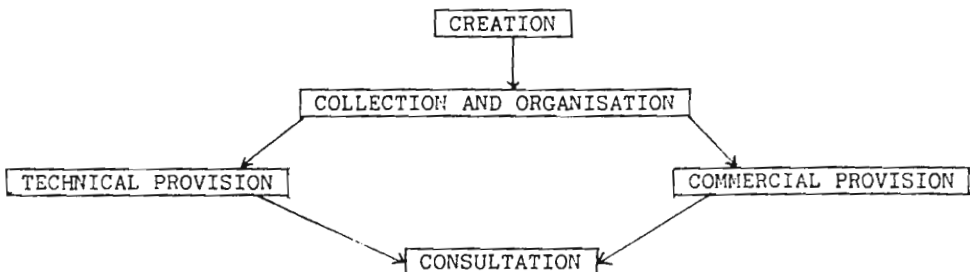 CREATION
COLLECTION AND ORGANISATION
TECHNICAL PROVISION
COMMERCIAL PROVISION
CONSULTATION